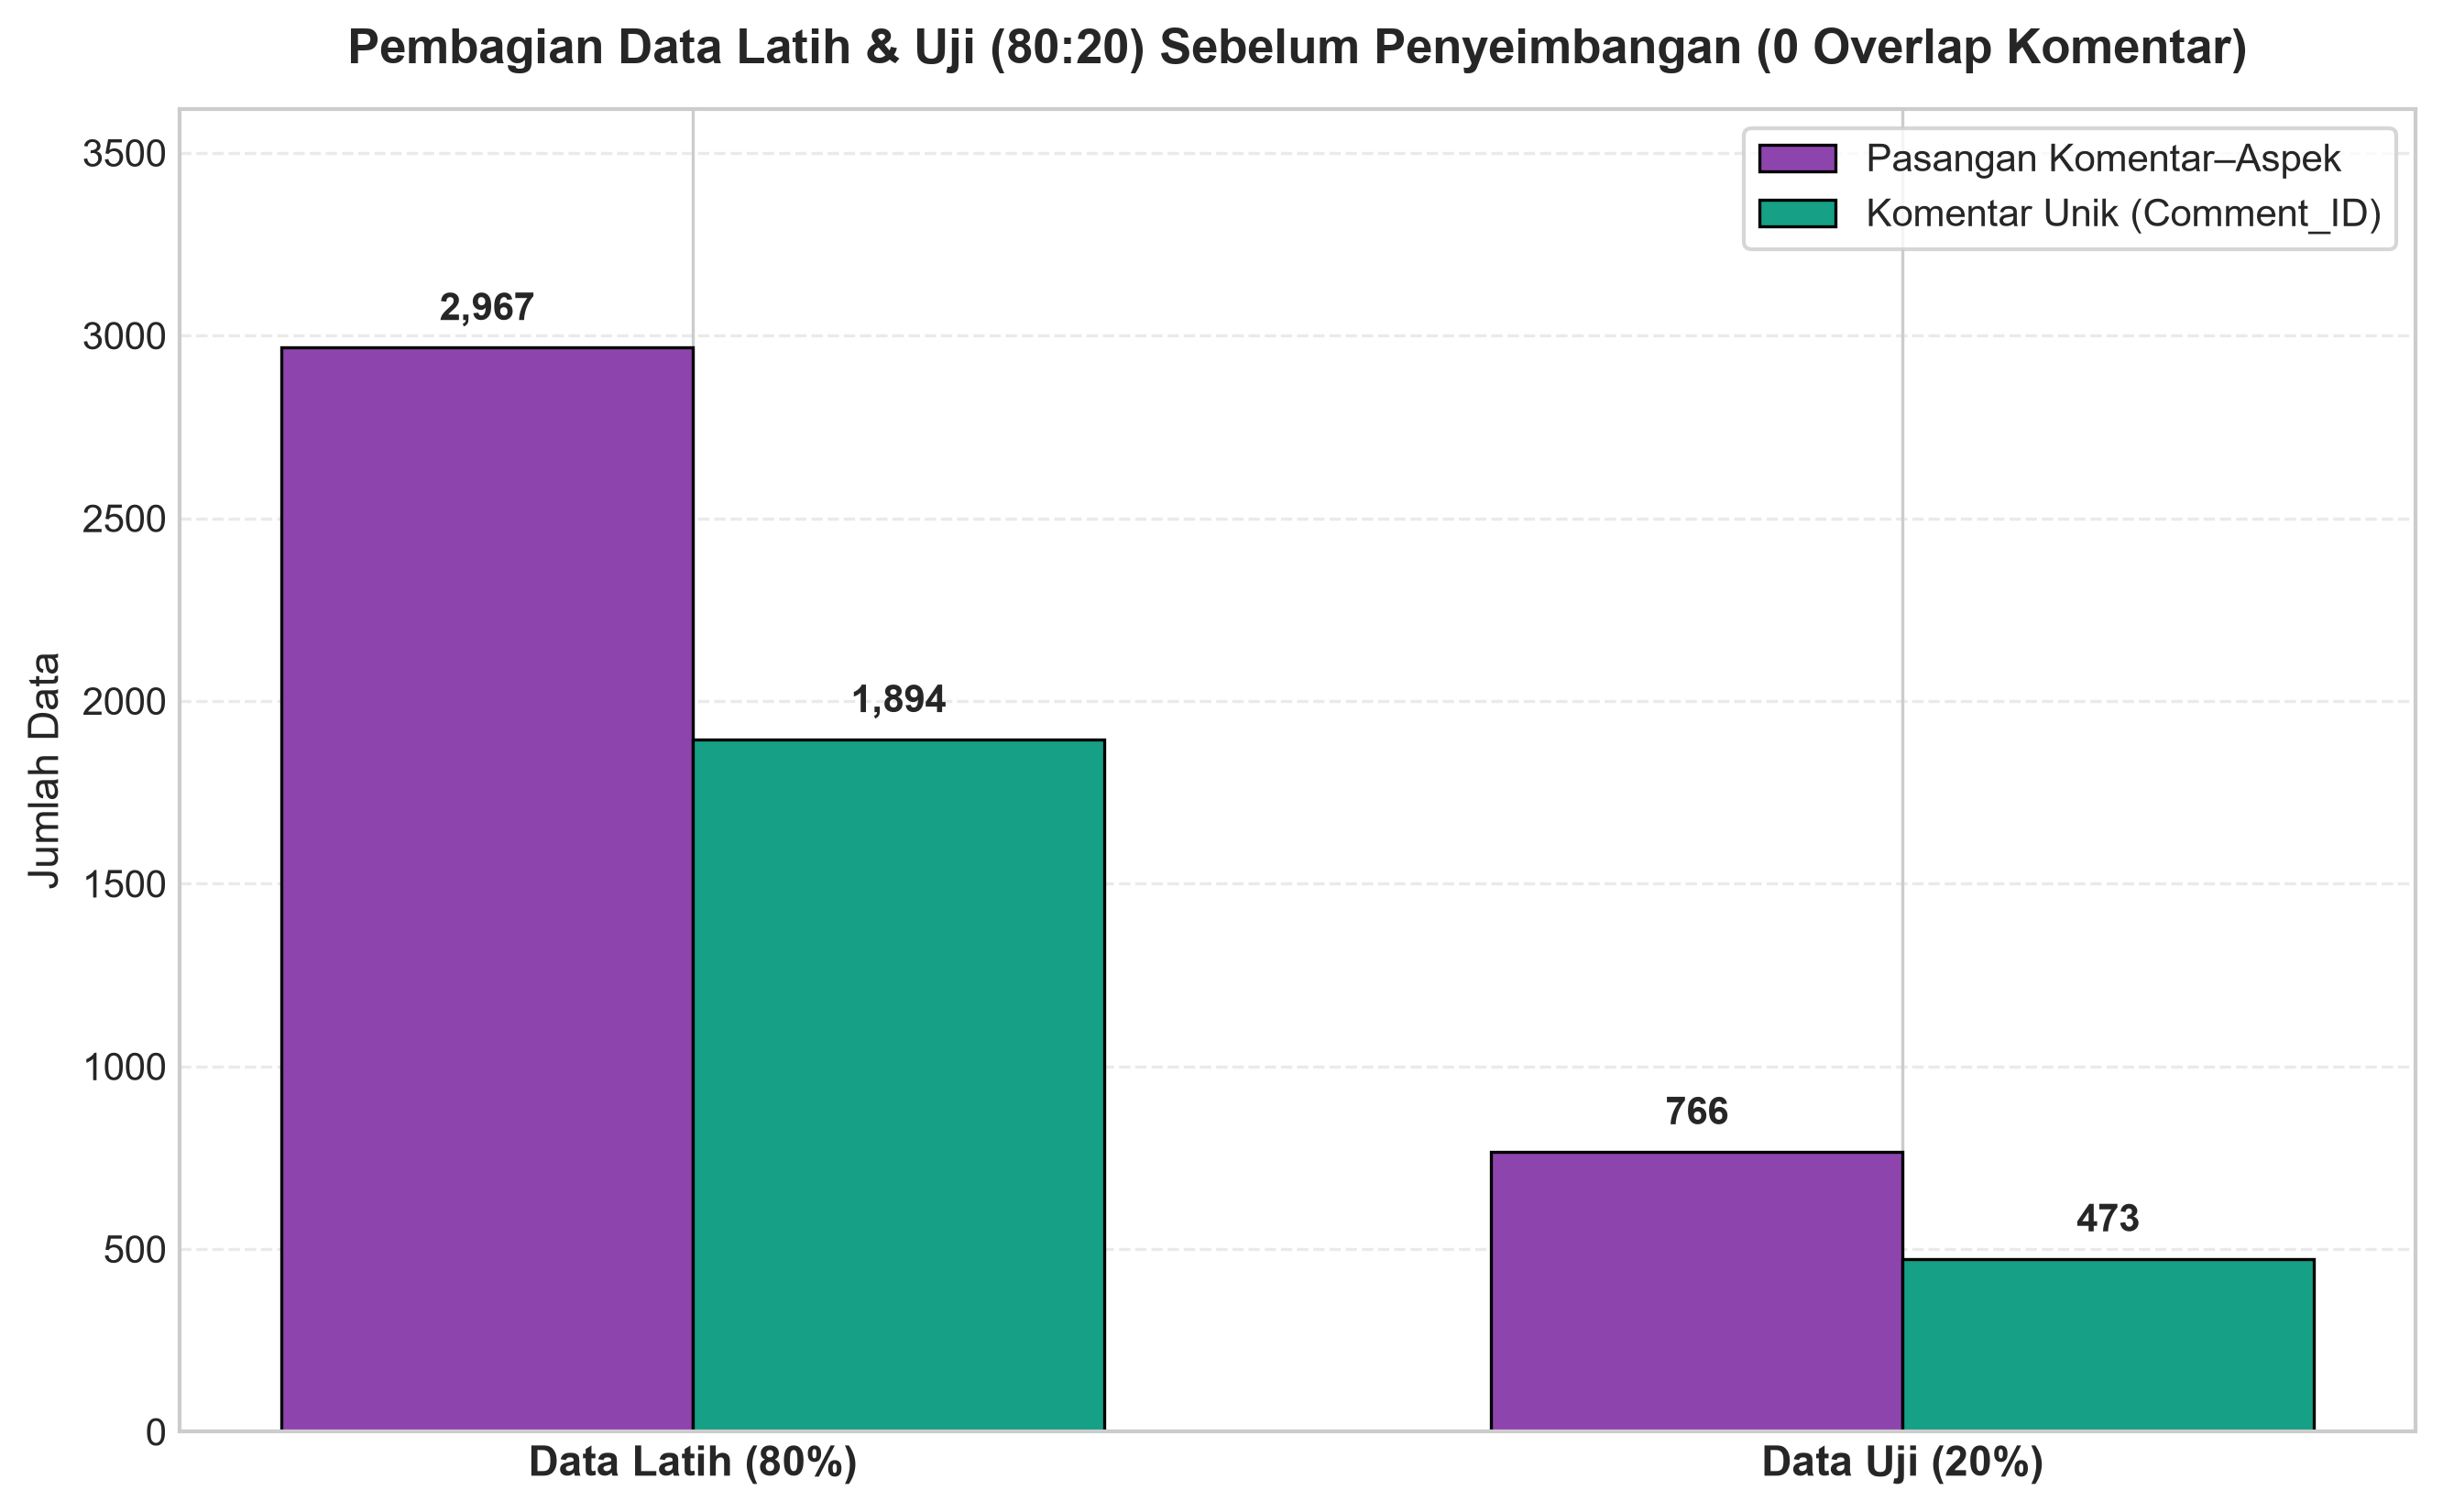 Pembagian Data Latih & Uji (80:20) Sebelum Penyeimbangan (0 Overlap Komentar)
Pasangan Komentar–Aspek
Komentar Unik (Comment_ID)
Jumlah Data
3500
3000
2500
2000
1500
1000
500
0
2,967
1,894
766
473
Data Latih (80%)
Data Uji (20%)